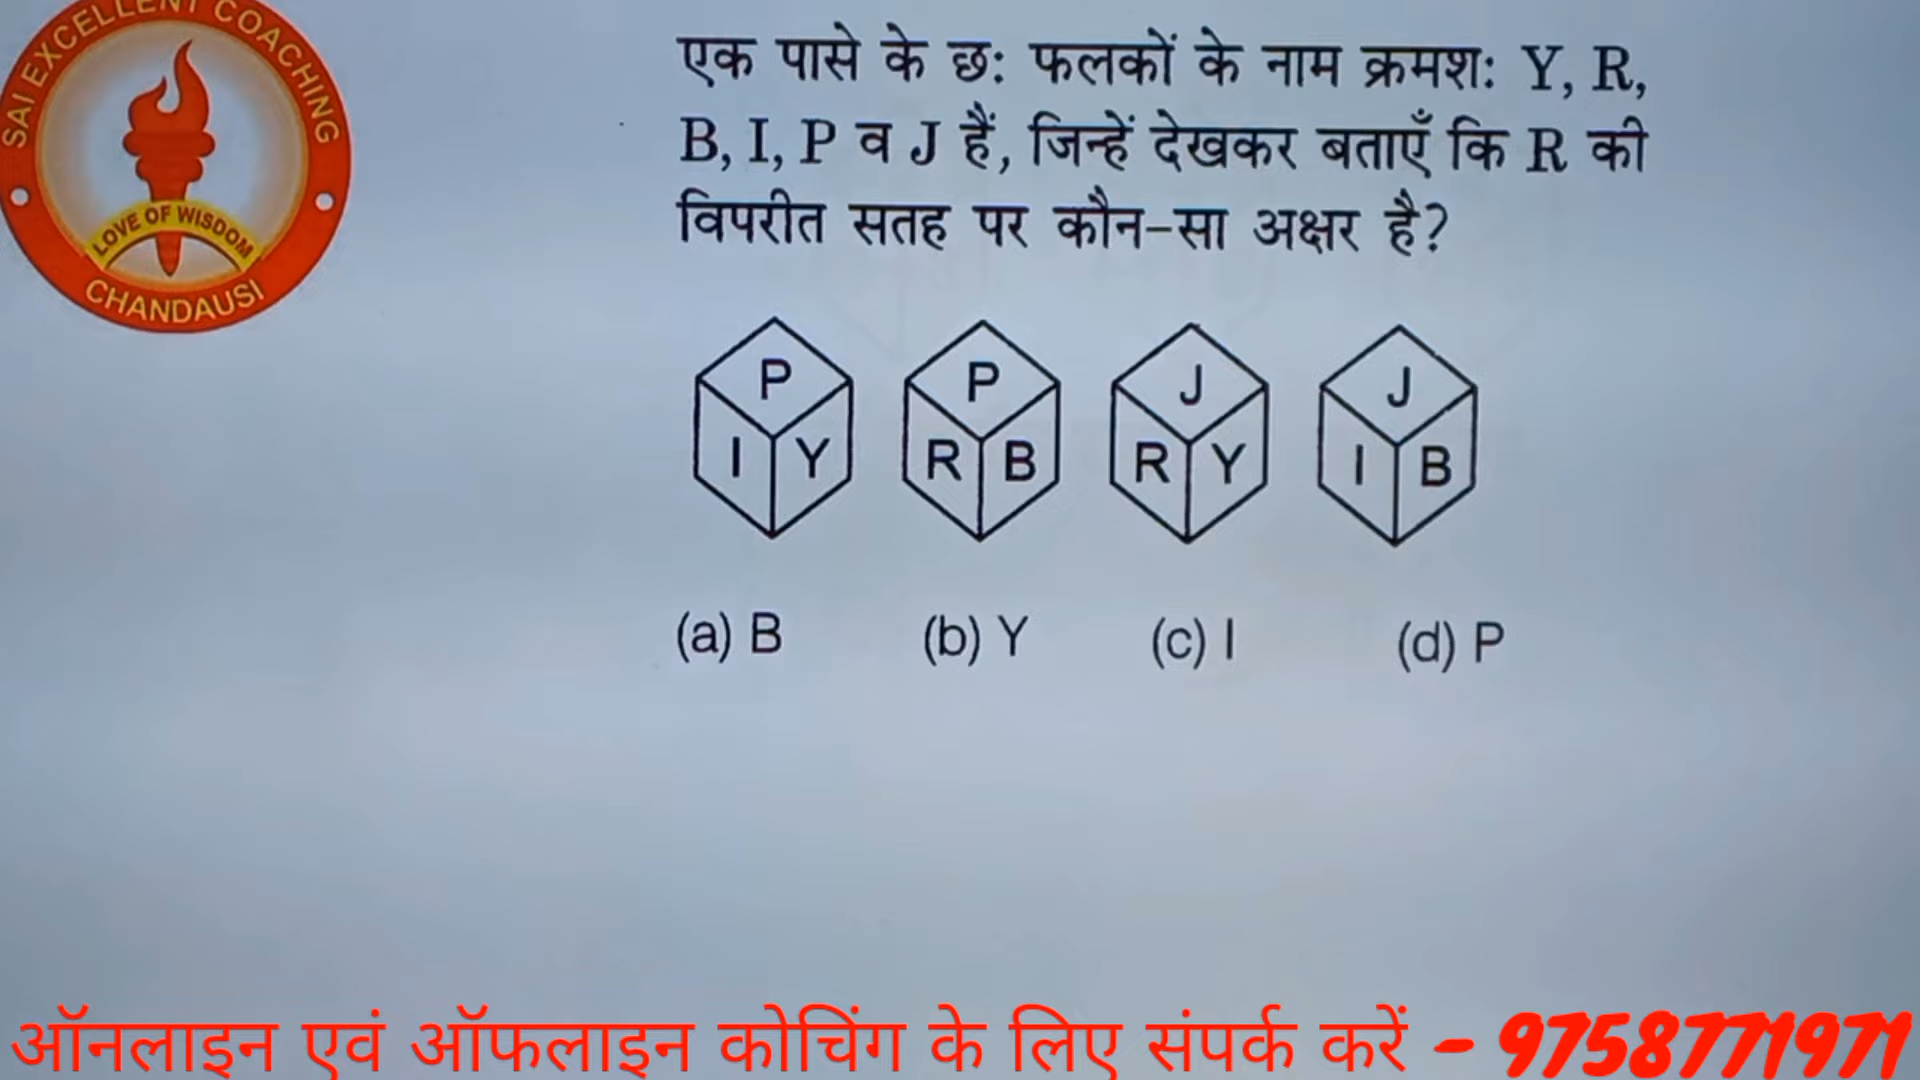 SAI EXCELLENT COACHING
LOVE OF WISDOM
CHANDAUSI
एक पासे के छः फलकों के नाम क्रमशः Y, R,
B, I, P व J हैं, जिन्हें देखकर बताएँ कि R की
विपरीत सतह पर कौन-सा अक्षर है?
P P J J
I Y R B R Y I B
(a) B (b) Y (c) I (d) P
ऑनलाइन एवं ऑफलाइन कोचिंग के लिए संपर्क करें - 9758771971